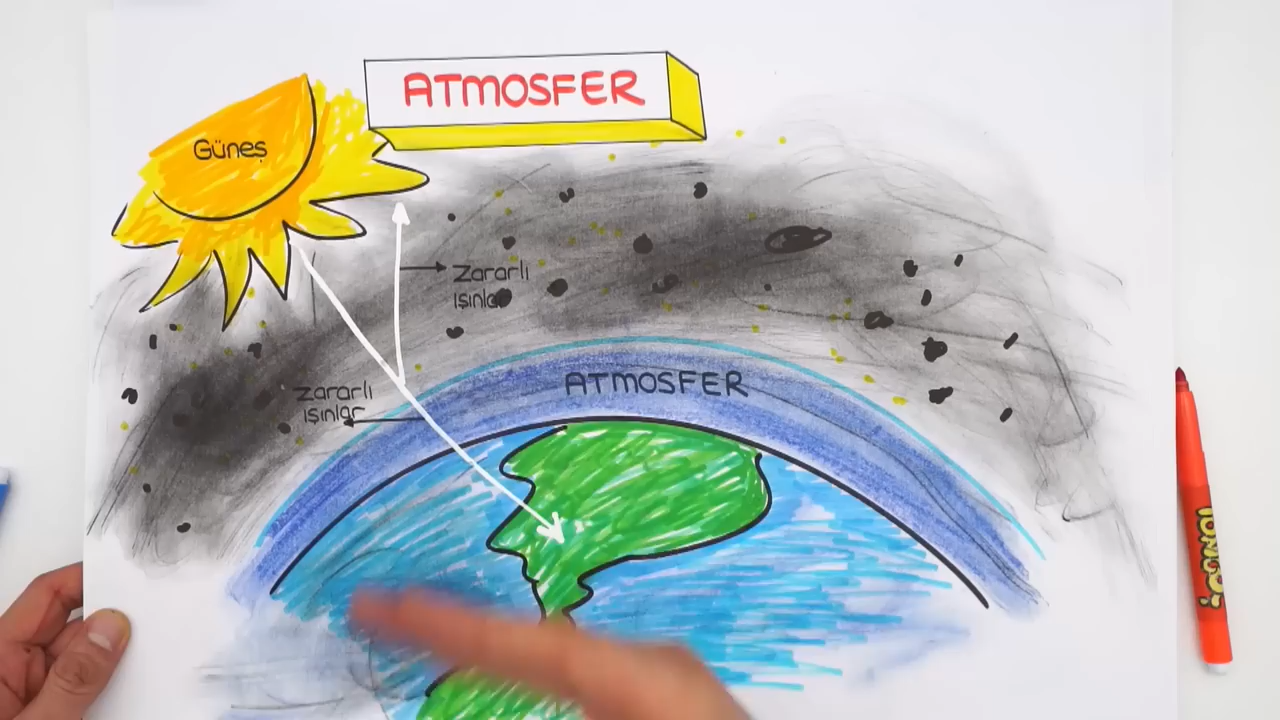 ATMOSFER
Güneş
Zararlı
ışınlar
ATMOSFER
zararlı
ışınlar